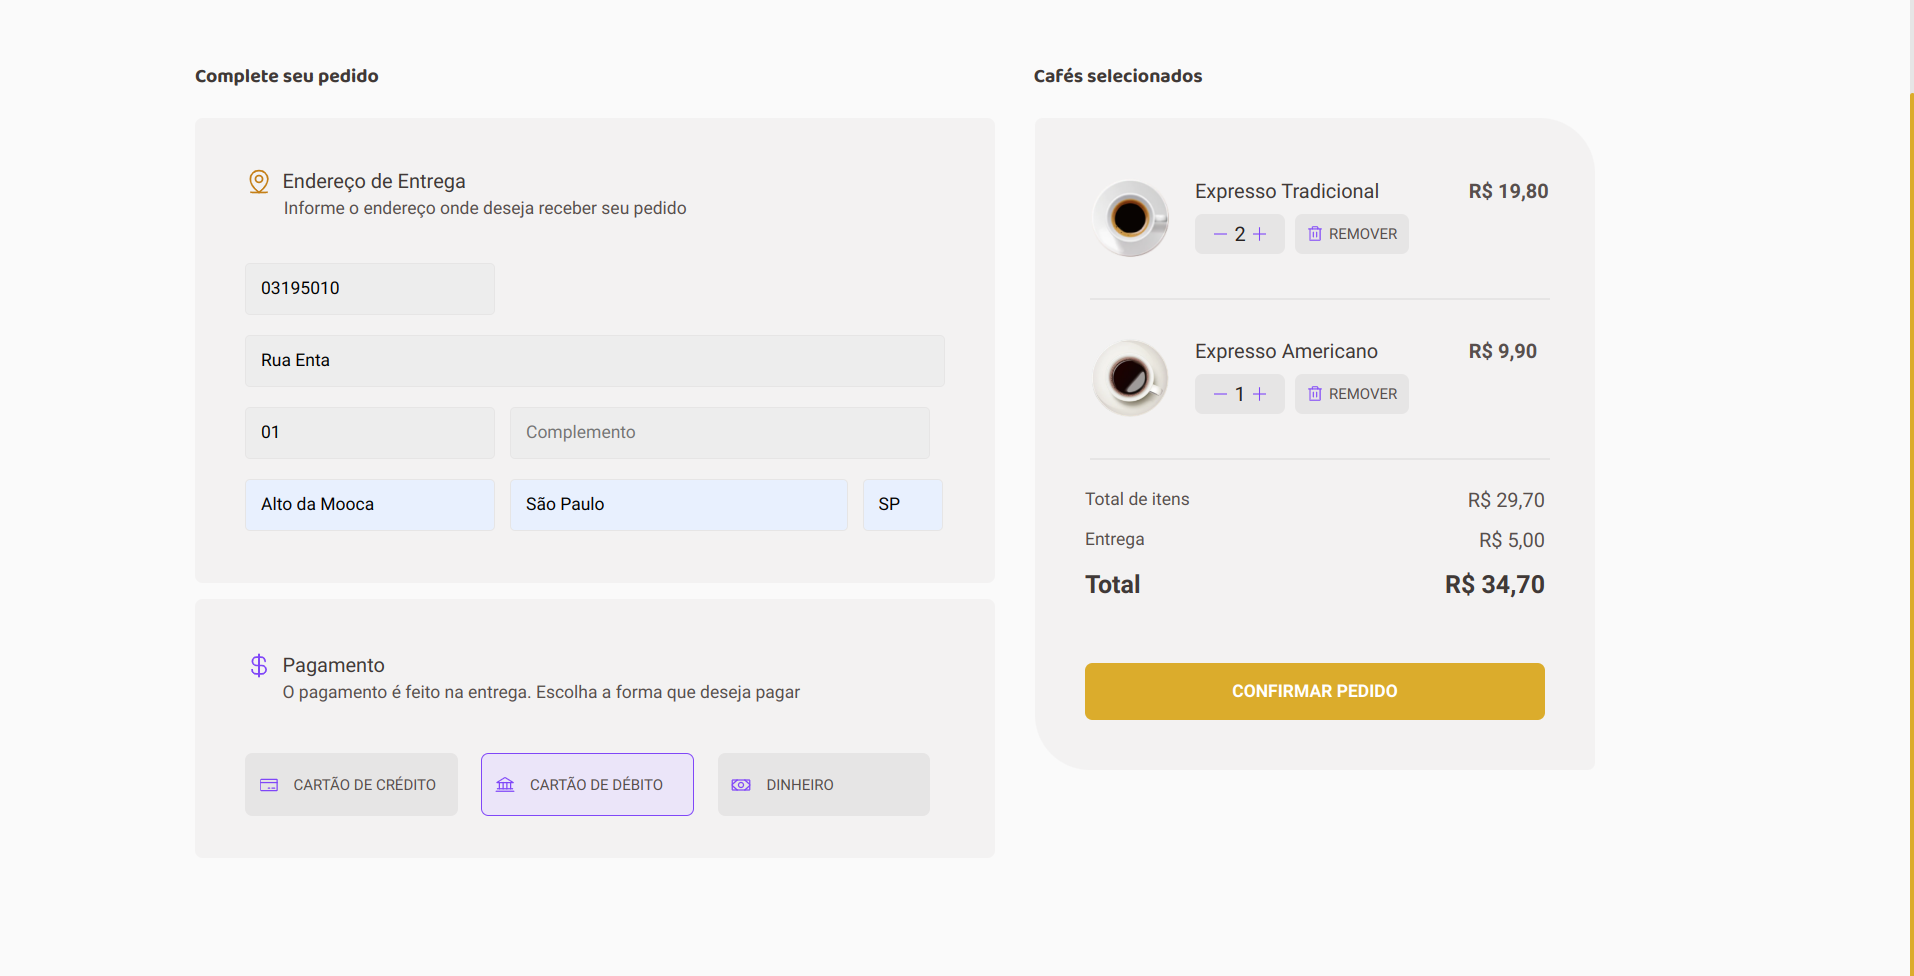 Complete seu pedido
Endereço de Entrega
Informe o endereço onde deseja receber seu pedido
03195010
Rua Enta
01
Complemento
Alto da Mooca
São Paulo
SP
Pagamento
O pagamento é feito na entrega. Escolha a forma que deseja pagar
CARTÃO DE CRÉDITO
CARTÃO DE DÉBITO
DINHEIRO
Cafés selecionados
Expresso Tradicional
R$ 19,80
2
REMOVER
Expresso Americano
R$ 9,90
1
REMOVER
Total de itens
R$ 29,70
Entrega
R$ 5,00
Total
R$ 34,70
CONFIRMAR PEDIDO